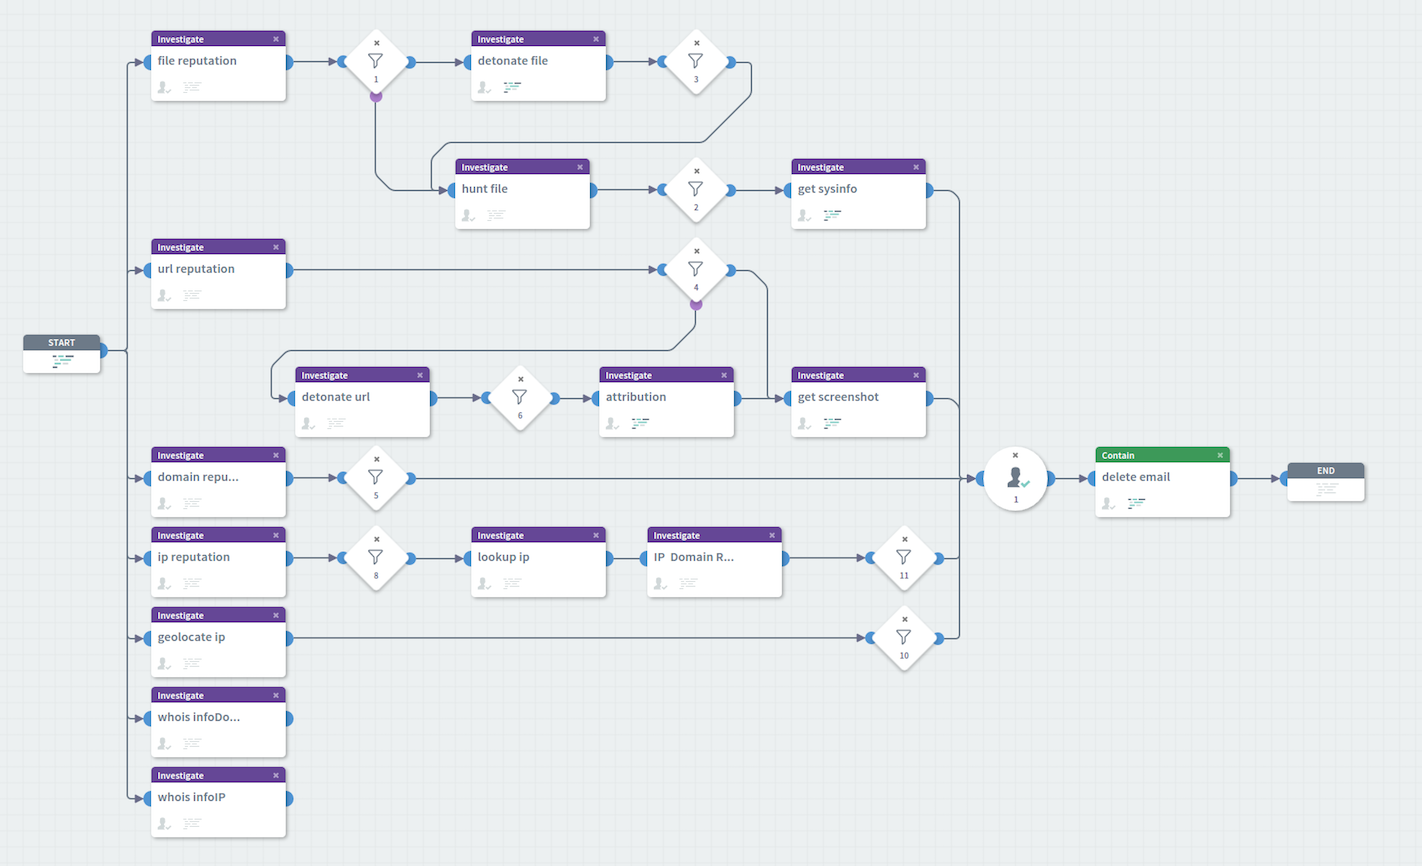 Investigate
file reputation
1
Investigate
detonate file
3
Investigate
hunt file
2
Investigate
get sysinfo
Investigate
url reputation
4
START
Investigate
detonate url
6
Investigate
attribution
Investigate
get screenshot
Investigate
domain repu...
5
1
Contain
delete email
END
Investigate
ip reputation
8
Investigate
lookup ip
Investigate
IP Domain R...
11
Investigate
geolocate ip
10
Investigate
whois infoDo...
Investigate
whois infoIP